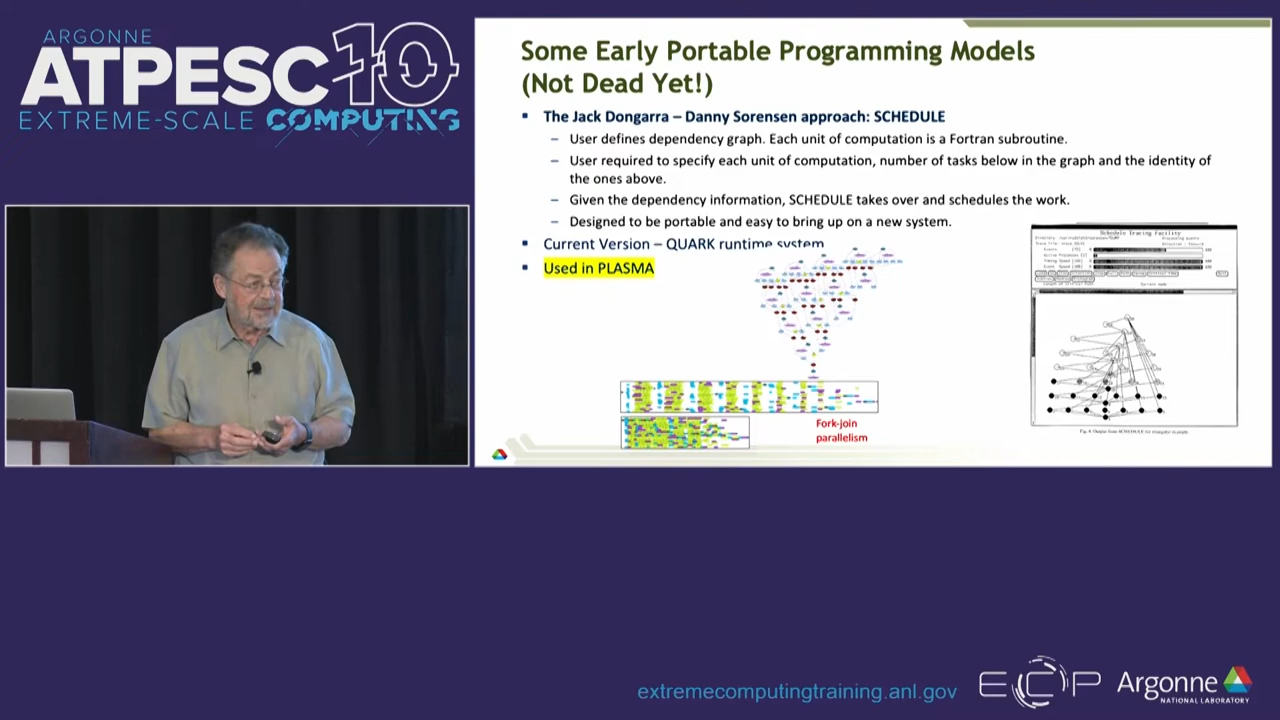 ARGONNE
ATPESC10
EXTREME-SCALE COMPUTING
Some Early Portable Programming Models
(Not Dead Yet!)
▪ The Jack Dongarra – Danny Sorensen approach: SCHEDULE
– User defines dependency graph. Each unit of computation is a Fortran subroutine.
– User required to specify each unit of computation, number of tasks below in the graph and the identity of
the ones above.
– Given the dependency information, SCHEDULE takes over and schedules the work.
– Designed to be portable and easy to bring up on a new system.
▪ Current Version – QUARK runtime system
▪ Used in PLASMA
Schedule Tracing Facility
Fork-join
parallelism
extremecomputingtraining.anl.gov
ECP
Argonne
NATIONAL LABORATORY